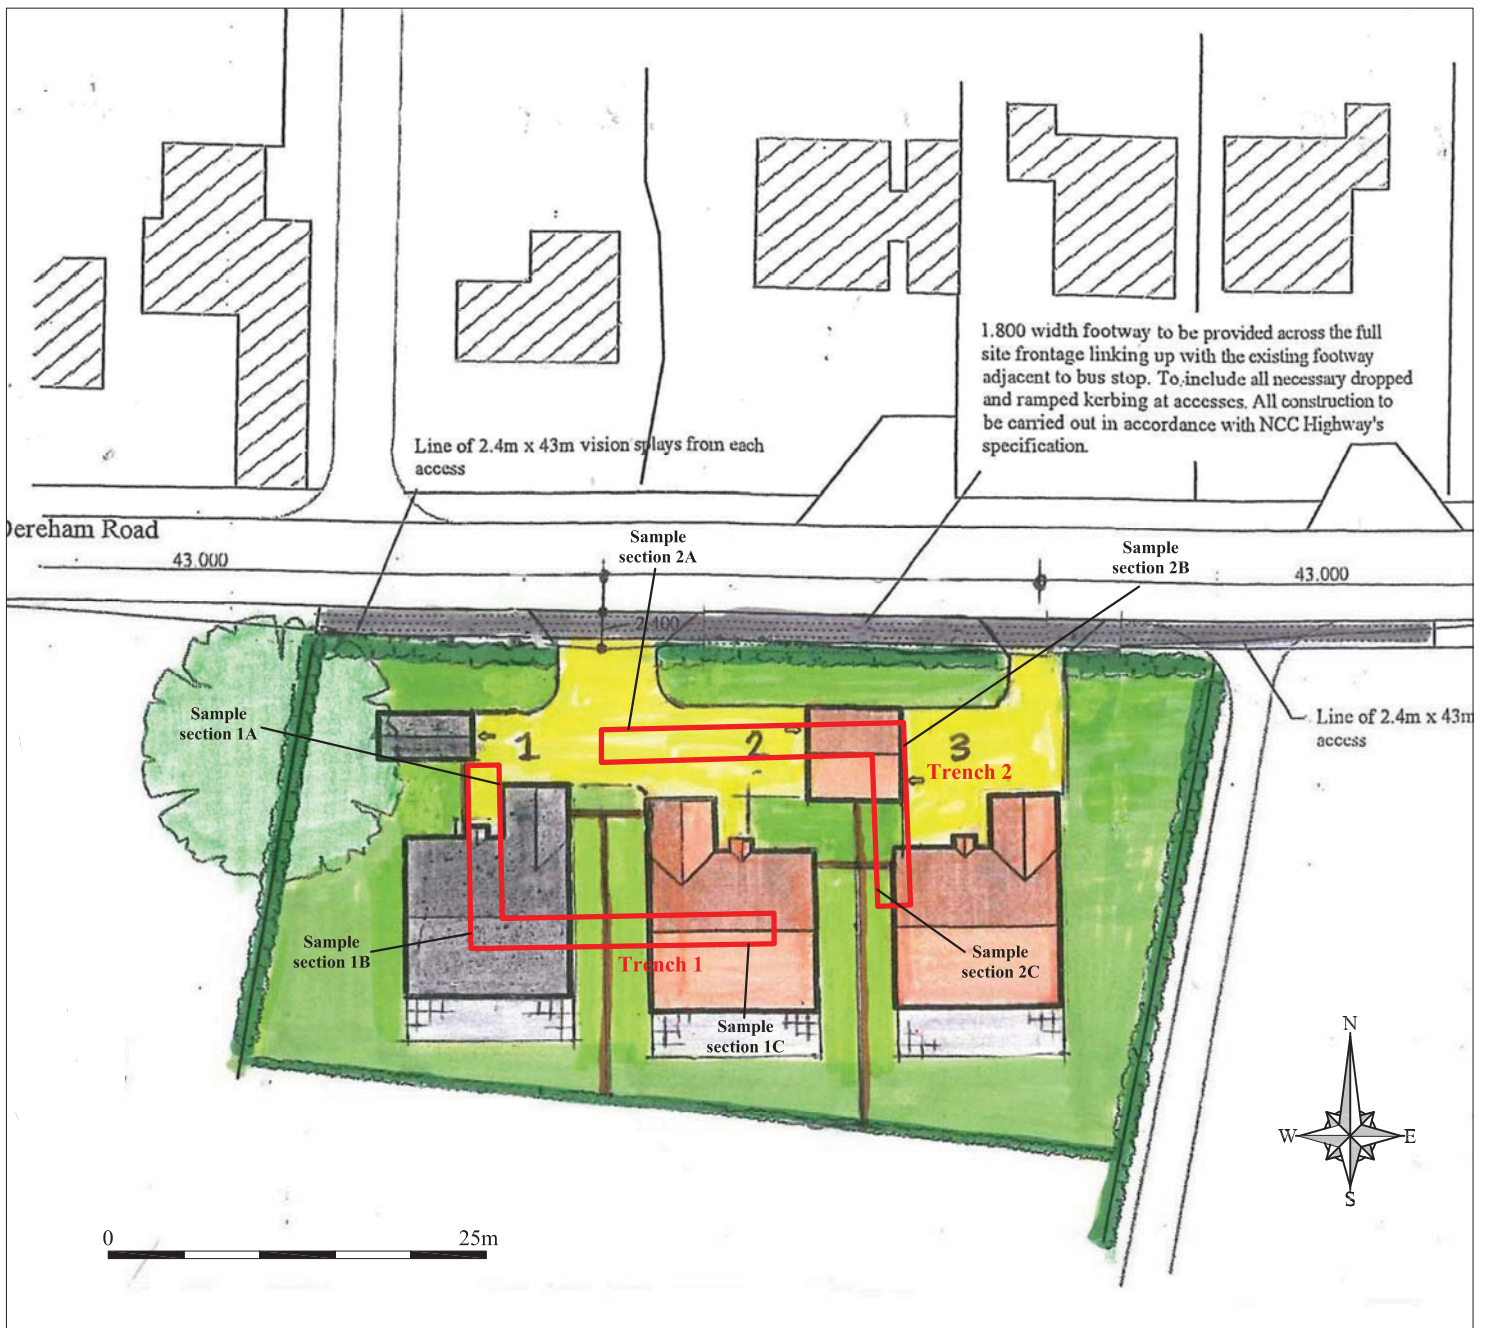 1.800 width footway to be provided across the full
site frontage linking up with the existing footway
adjacent to bus stop. To include all necessary dropped
and ramped kerbing at accesses. All construction to
be carried out in accordance with NCC Highway's
specification.
Line of 2.4m x 43m vision splays from each
access
Dereham Road
43.000
Sample
section 2A
Sample
section 2B
43.000
2.400
Sample
section 1A
Line of 2.4m x 43m
access
1
2
3
Trench 2
Sample
section 1B
Trench 1
Sample
section 2C
Sample
section 1C
N
W
E
S
0
25m